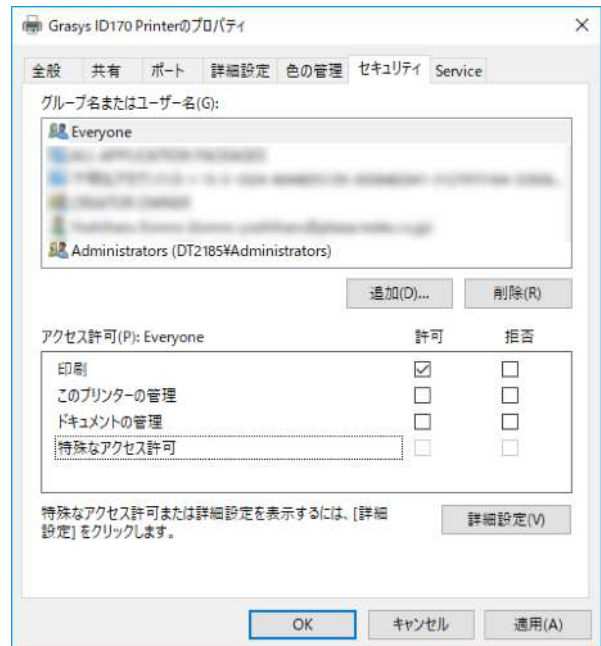 Grasys ID170 Printerのプロパティ
全般 共有 ポート 詳細設定 色の管理 セキュリティ Service
グループ名またはユーザー名(G):
Everyone
Administrators (DT2185¥Administrators)
追加(D)... 削除(R)
アクセス許可(P): Everyone 許可 拒否
印刷
このプリンターの管理
ドキュメントの管理
特殊なアクセス許可
特殊なアクセス許可または詳細設定を表示するには、[詳細
設定] をクリックします。
詳細設定(V)
OK キャンセル 適用(A)